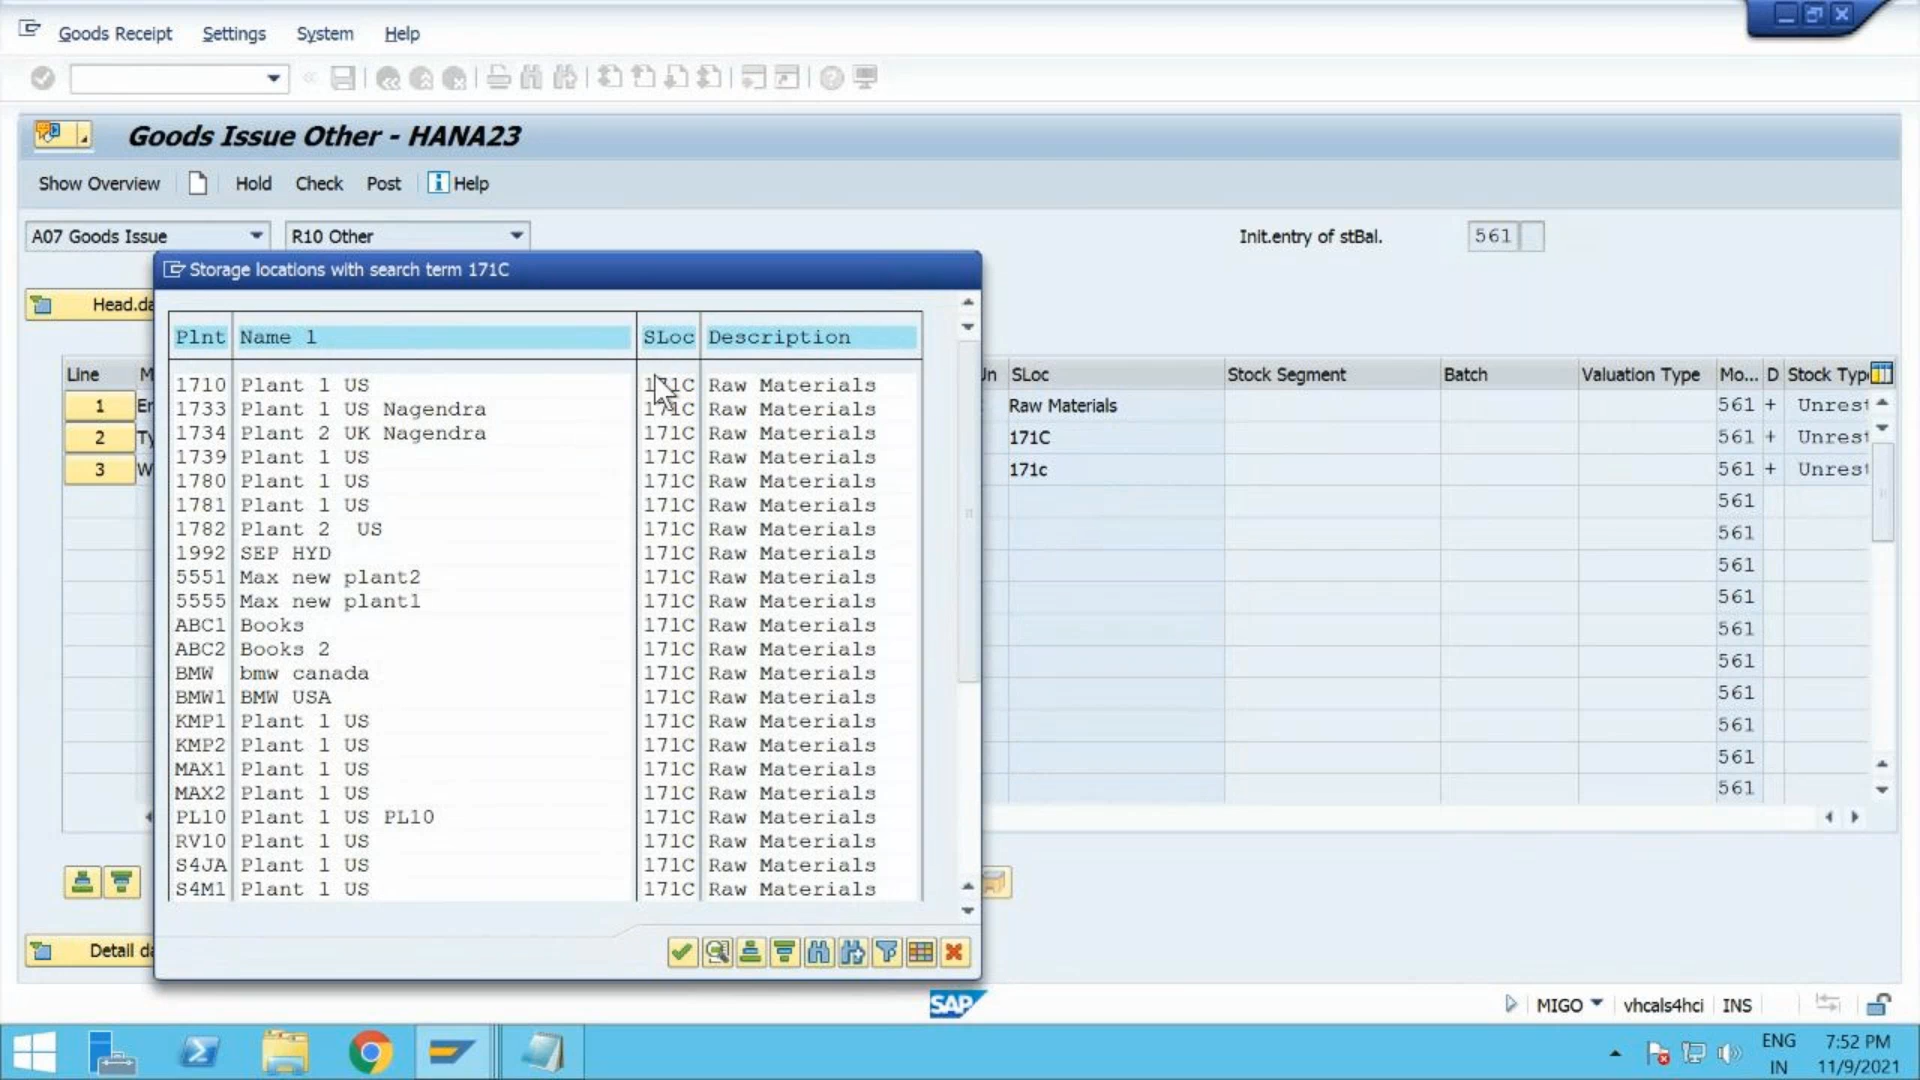 Goods Receipt Settings System Help
Goods Issue Other - HANA23
Show Overview Hold Check Post Help
A07 Goods Issue R10 Other Init.entry of stBal. 561
Storage locations with search term 171C
Head.da
Plnt Name 1 SLoc Description
1710 Plant 1 US 171C Raw Materials
1733 Plant 1 US Nagendra 171C Raw Materials
1734 Plant 2 UK Nagendra 171C Raw Materials
1739 Plant 1 US 171C Raw Materials
1780 Plant 1 US 171C Raw Materials
1781 Plant 1 US 171C Raw Materials
1782 Plant 2 US 171C Raw Materials
1992 SEP HYD 171C Raw Materials
5551 Max new plant2 171C Raw Materials
5555 Max new plant1 171C Raw Materials
ABC1 Books 171C Raw Materials
ABC2 Books 2 171C Raw Materials
BMW bmw canada 171C Raw Materials
BMW1 BMW USA 171C Raw Materials
KMP1 Plant 1 US 171C Raw Materials
KMP2 Plant 1 US 171C Raw Materials
MAX1 Plant 1 US 171C Raw Materials
MAX2 Plant 1 US 171C Raw Materials
PL10 Plant 1 US PL10 171C Raw Materials
RV10 Plant 1 US 171C Raw Materials
S4JA Plant 1 US 171C Raw Materials
S4M1 Plant 1 US 171C Raw Materials
Line M Un SLoc Stock Segment Batch Valuation Type Mo... D Stock Typ
1 En Raw Materials 561 + Unrest
2 Ty 171C 561 + Unrest
3 W 171c 561 + Unrest
561
561
561
561
561
561
561
561
561
561
Detail da
SAP
MIGO vhcals4hci INS
ENG 7:52 PM
IN 11/9/2021